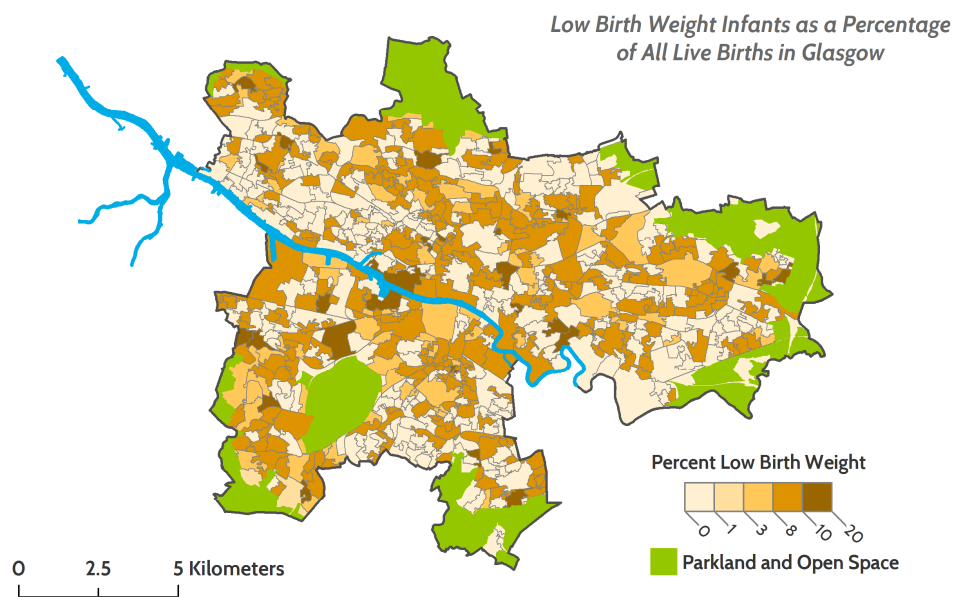 Low Birth Weight Infants as a Percentage
of All Live Births in Glasgow
Percent Low Birth Weight
0 1 3 8 10 20
Parkland and Open Space
0 2.5 5 Kilometers